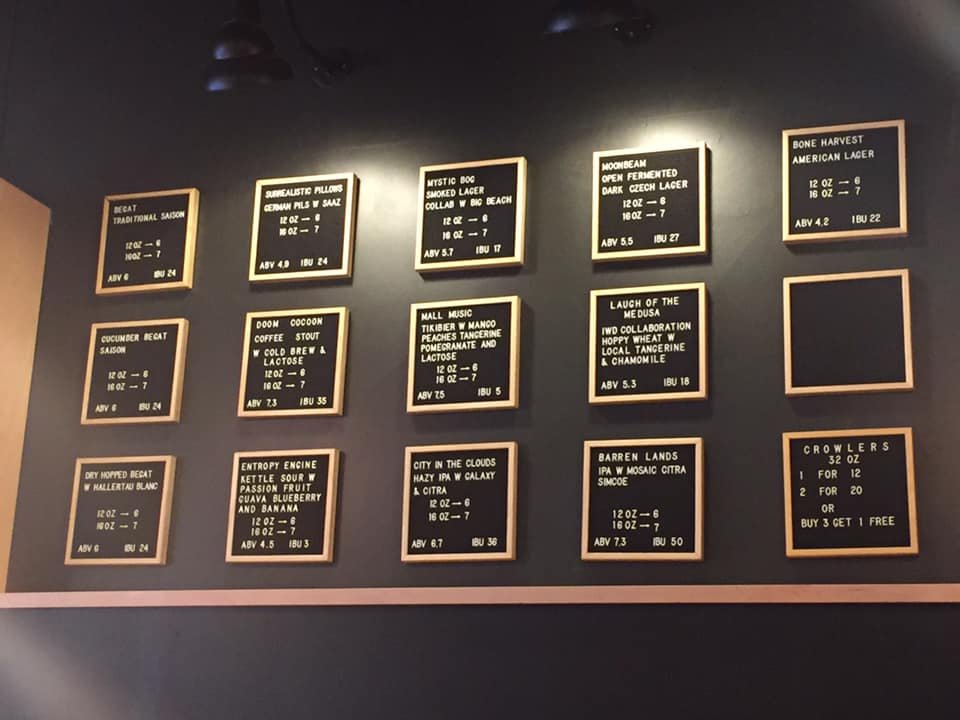 BEGAT
TRADITIONAL SAISON
12 OZ → 6
16 OZ → 7
ABV 6 IBU 24
SURREALISTIC PILLOWS
GERMAN PILS W SAAZ
12 OZ → 6
16 OZ → 7
ABV 4,9 IBU 24
MYSTIC BOG
SMOKED LAGER
COLLAB W BIG BEACH
12 OZ → 6
16 OZ → 7
ABV 5.7 IBU 17
MOONBEAM
OPEN FERMENTED
DARK CZECH LAGER
12 OZ → 6
16 OZ → 7
ABV 5,5 IBU 27
BONE HARVEST
AMERICAN LAGER
12 OZ → 6
16 OZ → 7
ABV 4.2 IBU 22
CUCUMBER BEGAT
SAISON
12 OZ → 6
16 OZ → 7
ABV 6 IBU 24
DOOM COCOON
COFFEE STOUT
W COLD BREW &
LACTOSE
12 OZ → 6
16 OZ → 7
ABV 7,3 IBU 35
MALL MUSIC
TIKIBIER W MANGO
PEACHES TANGERINE
POMEGRANATE AND
LACTOSE
12 OZ → 6
16 OZ → 7
ABV 7.5 IBU 5
LAUGH OF THE
MEDUSA
IWD COLLABORATION
HOPPY WHEAT W
LOCAL TANGERINE
& CHAMOMILE
ABV 5.3 IBU 18
DRY HOPPED BEGAT
W HALLERTAU BLANC
12 OZ → 6
16 OZ → 7
ABV 6 IBU 24
ENTROPY ENGINE
KETTLE SOUR W
PASSION FRUIT
GUAVA BLUEBERRY
AND BANANA
12 OZ → 6
16 OZ → 7
ABV 4.5 IBU 3
CITY IN THE CLOUDS
HAZY IPA W GALAXY
& CITRA
12 OZ → 6
16 OZ → 7
ABV 6,7 IBU 36
BARREN LANDS
IPA W MOSAIC CITRA
SIMCOE
12 OZ → 6
16 OZ → 7
ABV 7,3 IBU 50
CROWLERS
32 OZ
1 FOR 12
2 FOR 20
OR
BUY 3 GET 1 FREE